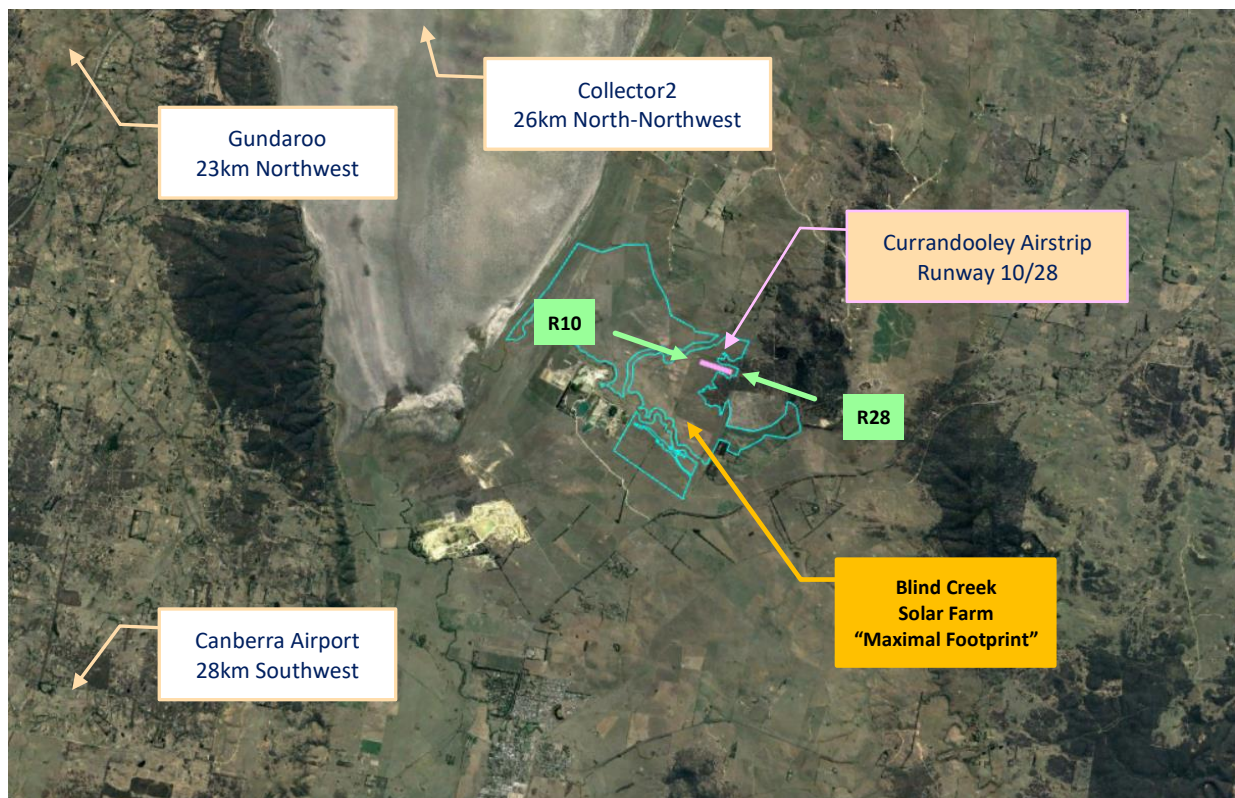 Collector2
26km North-Northwest
Gundaroo
23km Northwest
Currandooley Airstrip
Runway 10/28
R10
R28
Blind Creek
Solar Farm
“Maximal Footprint”
Canberra Airport
28km Southwest